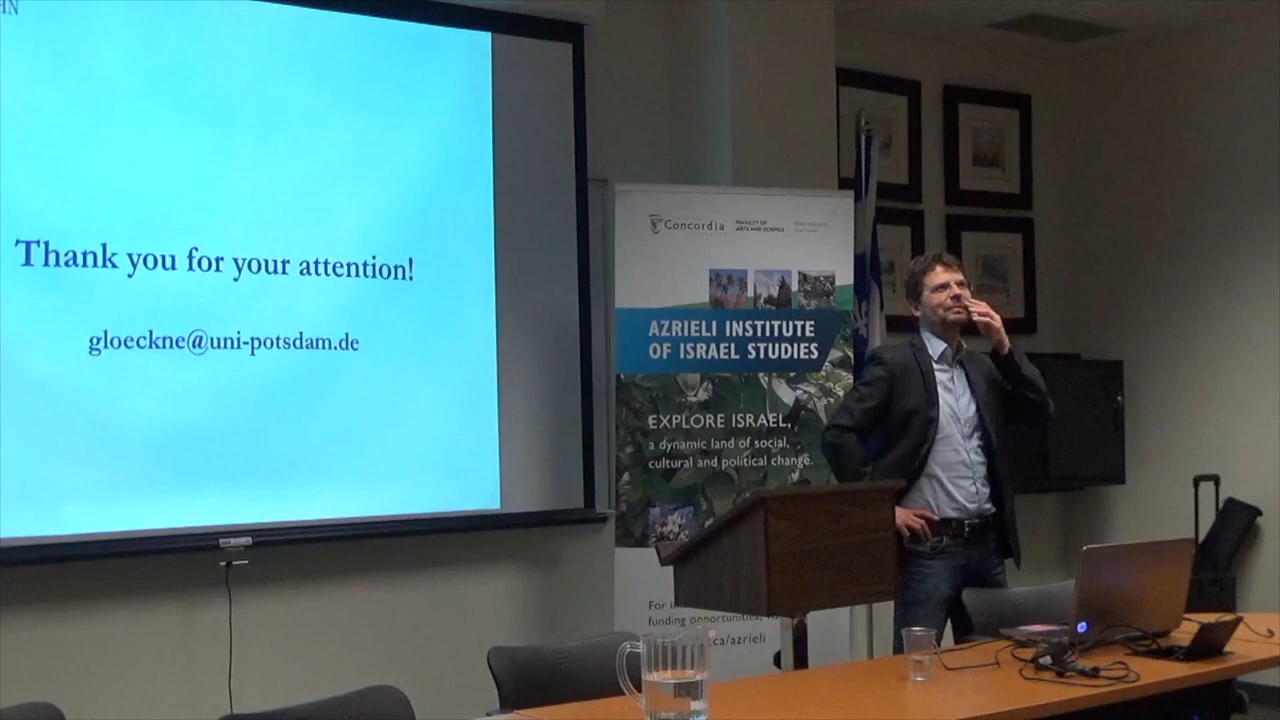 HN
Thank you for your attention!
gloeckne@uni-potsdam.de
Concordia
FACULTY OF
ARTS AND SCIENCE
AZRIELI INSTITUTE
OF ISRAEL STUDIES
EXPLORE ISRAEL,
a dynamic land of social,
cultural and political change.
For
funding opportunities,
ca/azrieli